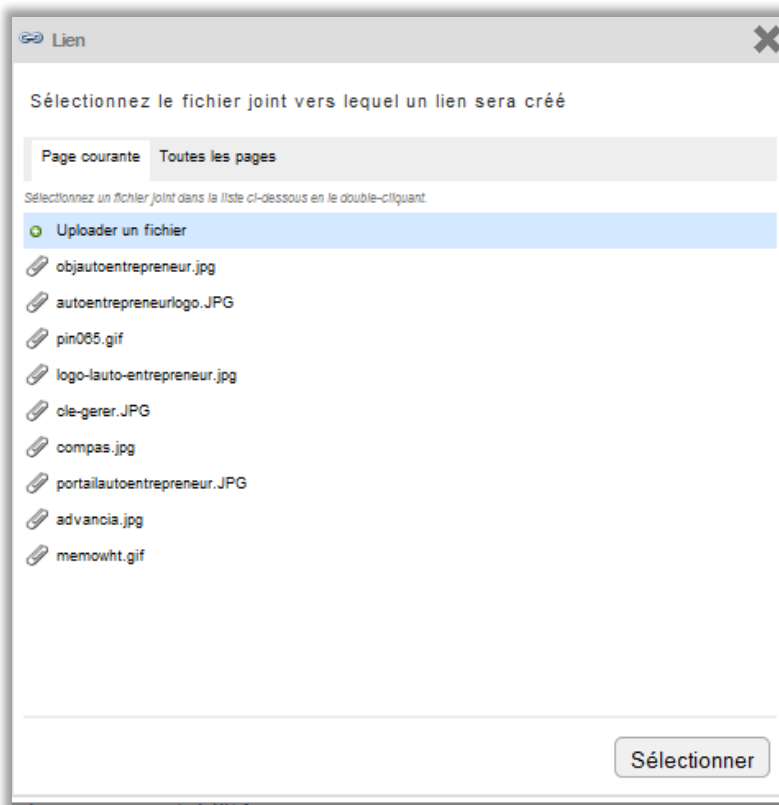 Lien
Sélectionnez le fichier joint vers lequel un lien sera créé
Page courante Toutes les pages
Sélectionnez un fichier joint dans la liste ci-dessous en le double-cliquant.
Uploader un fichier
objautoentrepreneur.jpg
autoentrepreneurlogo.JPG
pin065.gif
logo-lauto-entrepreneur.jpg
cle-gerer.JPG
compas.jpg
portailautoentrepreneur.JPG
advancia.jpg
memowht.gif
Sélectionner